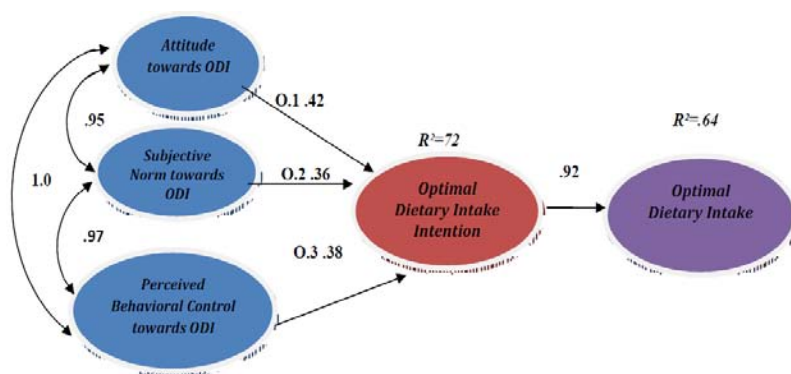 Attitude
towards ODI
O.1 .42
.95
R²=72
R²=.64
Subjective
Norm towards
ODI
1.0
O.2 .36
Optimal
Dietary Intake
Intention
.92
Optimal
Dietary Intake
.97
O.3 .38
Perceived
Behavioral Control
towards ODI